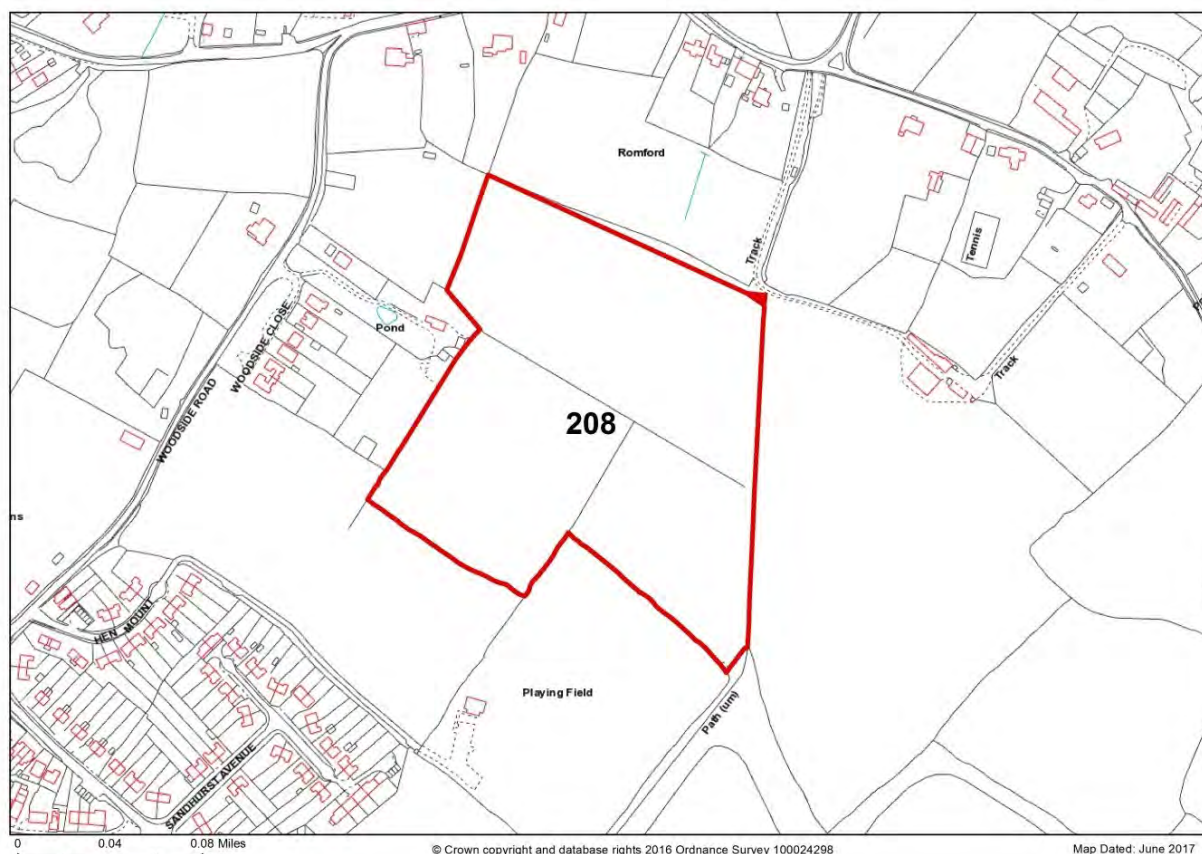 Romford
Track
Tennis
Pond
WOODSIDE CLOSE
Track
WOODSIDE ROAD
208
ns
HEN MOUNT
Playing Field
Path (um)
SANDHURST AVENUE
0 0.04 0.08 Miles
© Crown copyright and database rights 2016 Ordnance Survey 100024298
Map Dated: June 2017